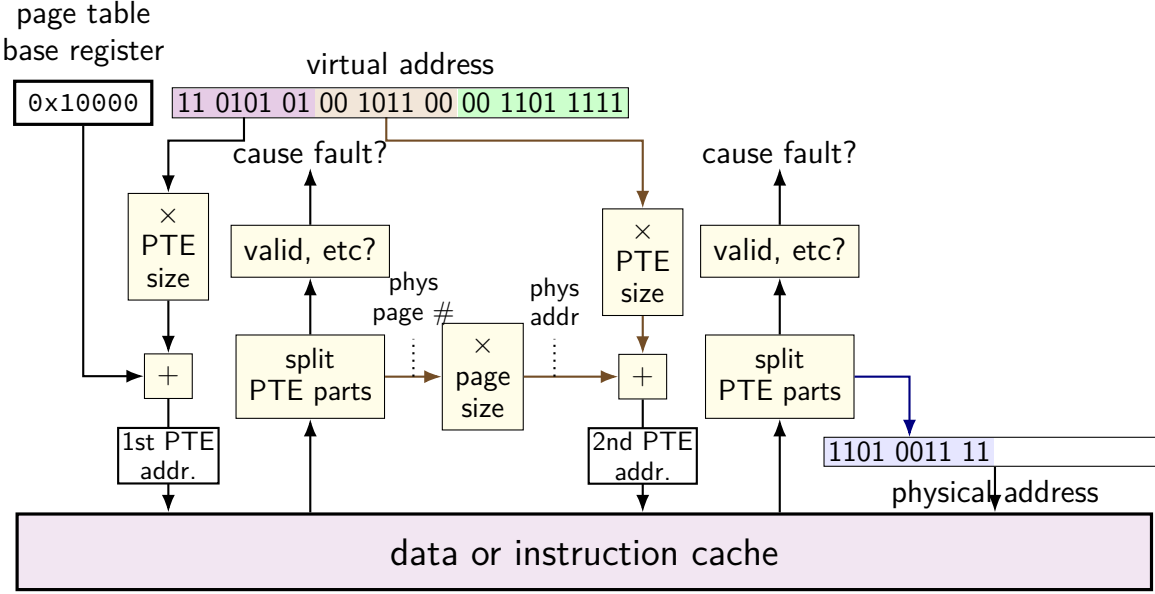 page table
base register
0x10000
virtual address
11 0101 01 00 1011 00 00 1101 1111
cause fault?
cause fault?
×
PTE
size
valid, etc?
×
PTE
size
valid, etc?
phys
page #
phys
addr
+
split
PTE parts
×
page
size
+
split
PTE parts
1st PTE
addr.
2nd PTE
addr.
1101 0011 11
physical address
data or instruction cache